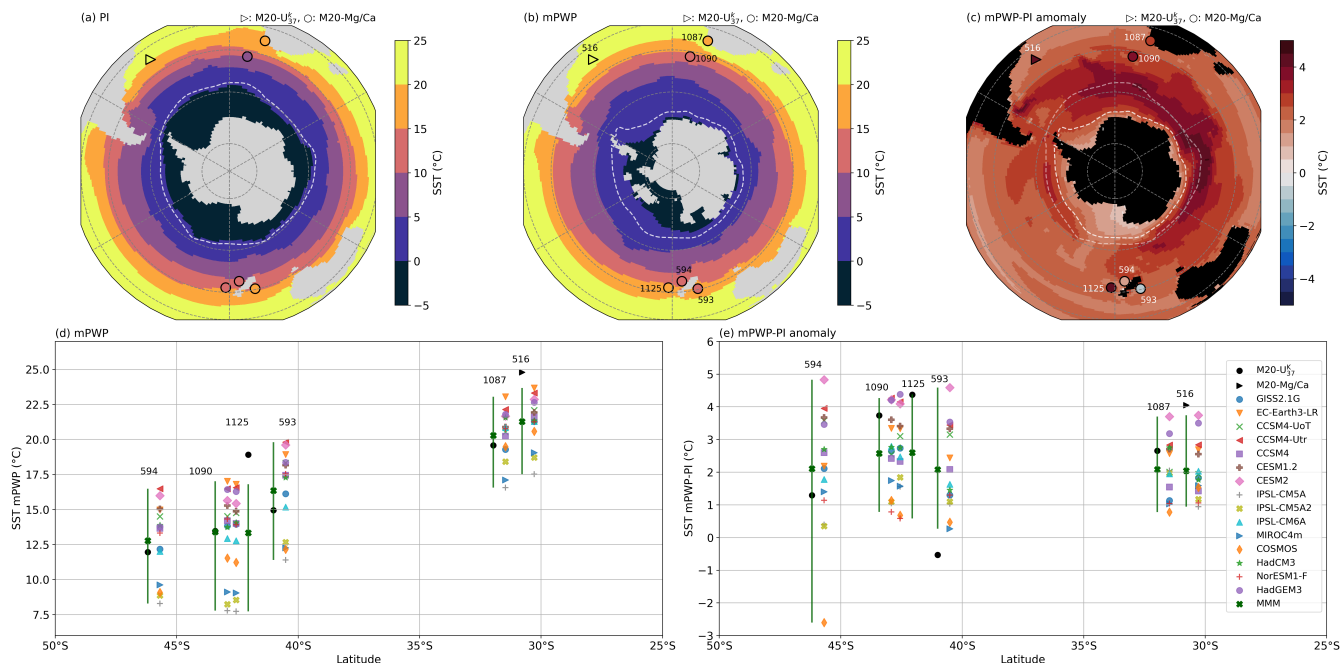 (a) PI
▷: M20-U₃₇ᵏ, ○: M20-Mg/Ca
25
20
15
10
5
0
−5
SST (°C)
(b) mPWP
▷: M20-U₃₇ᵏ, ○: M20-Mg/Ca
516
1087
1090
594
1125
593
25
20
15
10
5
0
−5
SST (°C)
(c) mPWP-PI anomaly
▷: M20-U₃₇ᵏ, ○: M20-Mg/Ca
516
1087
1090
594
1125
593
4
2
0
−2
−4
SST (°C)
(d) mPWP
SST mPWP (°C)
25.0
22.5
20.0
17.5
15.0
12.5
10.0
7.5
594
1090
1125
593
1087
516
50°S
45°S
40°S
35°S
30°S
25°S
Latitude
(e) mPWP-PI anomaly
SST mPWP-PI (°C)
6
5
4
3
2
1
0
−1
−2
−3
594
1090
1125
593
1087
516
M20-U₃₇ᴷ
M20-Mg/Ca
GISS2.1G
EC-Earth3-LR
CCSM4-UoT
CCSM4-Utr
CCSM4
CESM1.2
CESM2
IPSL-CM5A
IPSL-CM5A2
IPSL-CM6A
MIROC4m
COSMOS
HadCM3
NorESM1-F
HadGEM3
MMM
50°S
45°S
40°S
35°S
30°S
25°S
Latitude